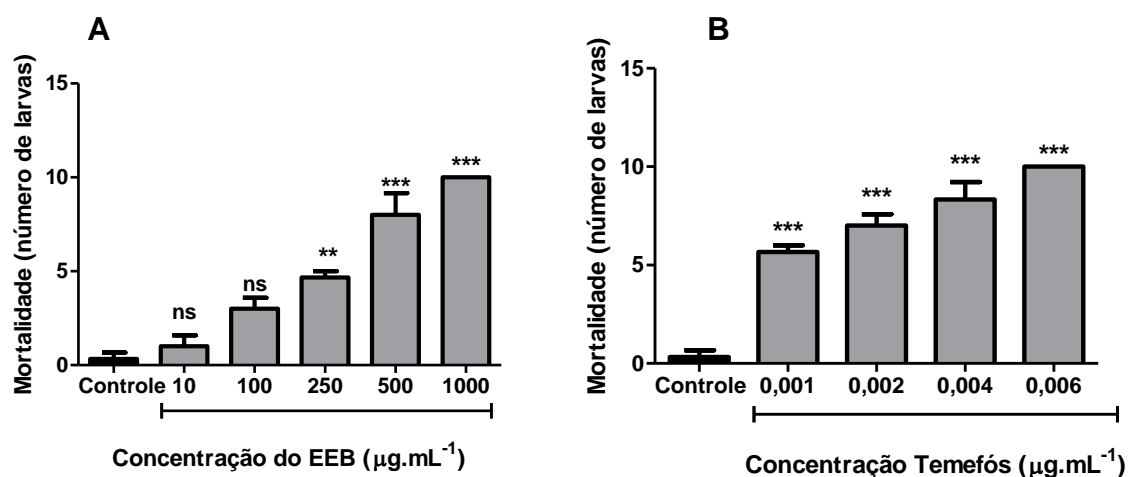 A
Mortalidade (número de larvas)
15
10
5
0
ns
ns
**
***
***
Controle 10 100 250 500 1000
Concentração do EEB (µg.mL⁻¹)
B
Mortalidade (número de larvas)
15
10
5
0
***
***
***
***
Controle 0,001 0,002 0,004 0,006
Concentração Temefós (µg.mL⁻¹)